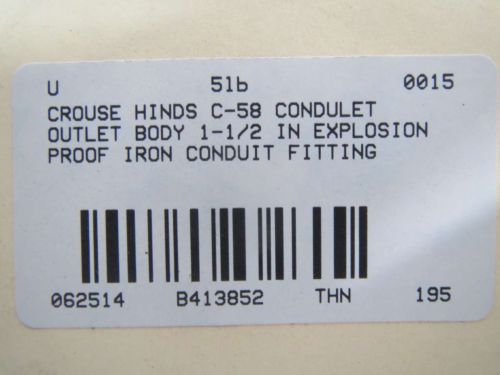 U 5lb 0015
CROUSE HINDS C-58 CONDULET
OUTLET BODY 1-1/2 IN EXPLOSION
PROOF IRON CONDUIT FITTING
062514 B413852 THN 195